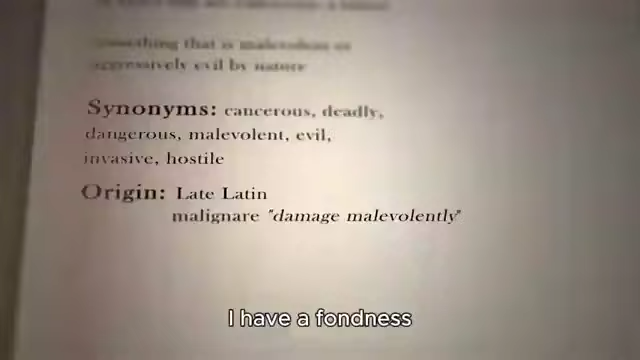 something that is malevolent or
aggressively evil by nature
Synonyms: cancerous, deadly,
dangerous, malevolent, evil,
invasive, hostile
Origin: Late Latin
malignare "damage malevolently"
I have a fondness